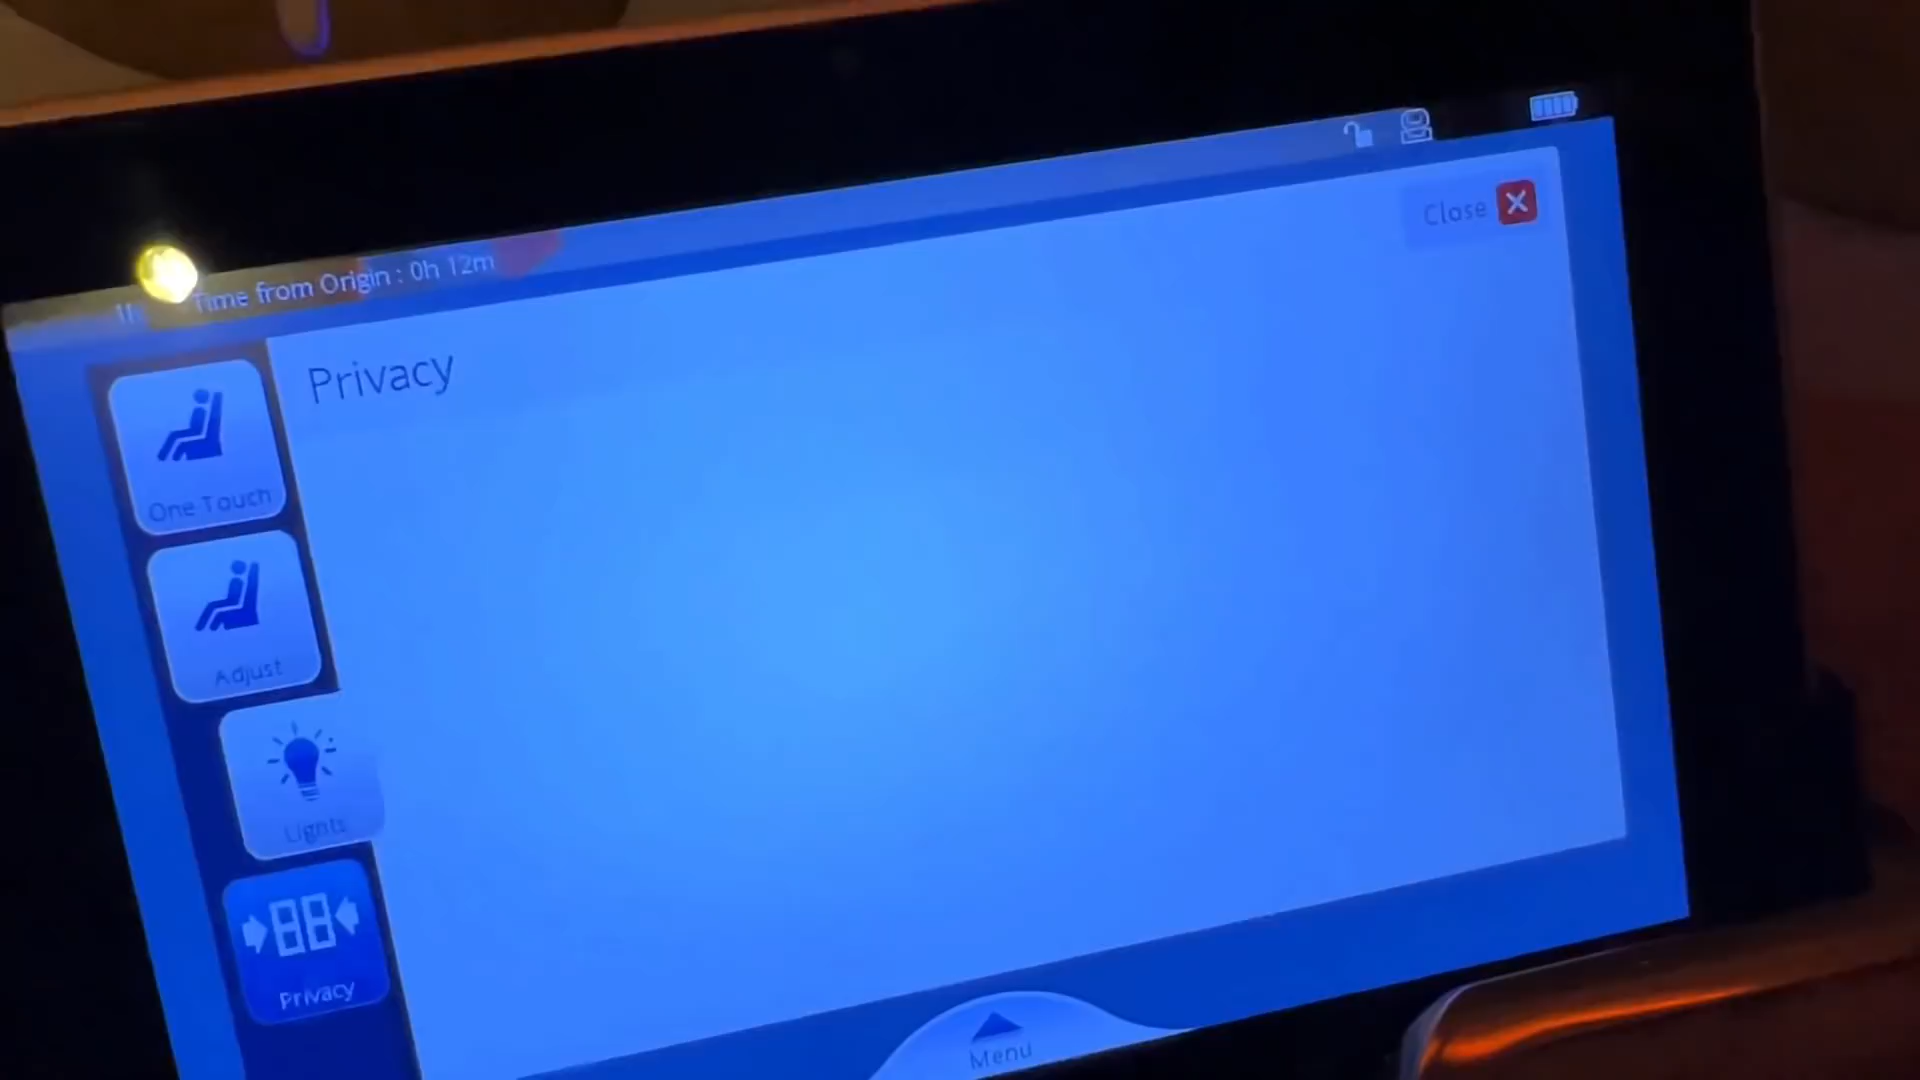 Time from Origin : 0h 12m
Close
Privacy
One Touch
Adjust
Lights
Privacy
Menu